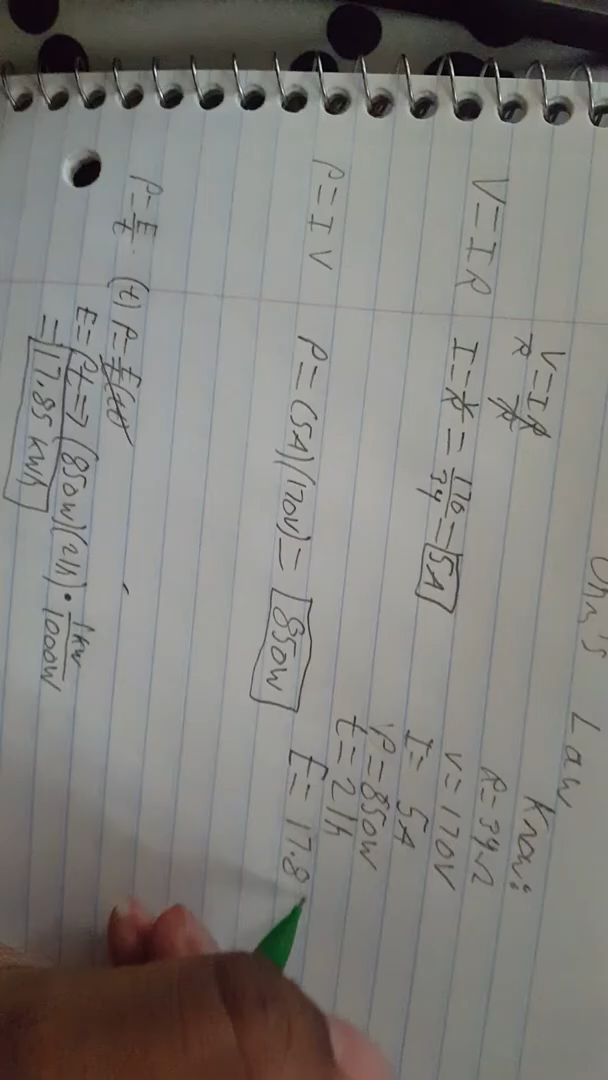 Ohm's Law
Know:
V=IR
R R
R=34Ω
V=IR
V=170V
I= = 170/34 = 5A
I= 5A
P=850W
t=21h
P=IV
P=(5A)(170V)= 850W
E=17.8
P=E/t
(t)P=E/t(t)
E=Pt=>(850W)(21h)•1kW/1000W
=17.85 kWh